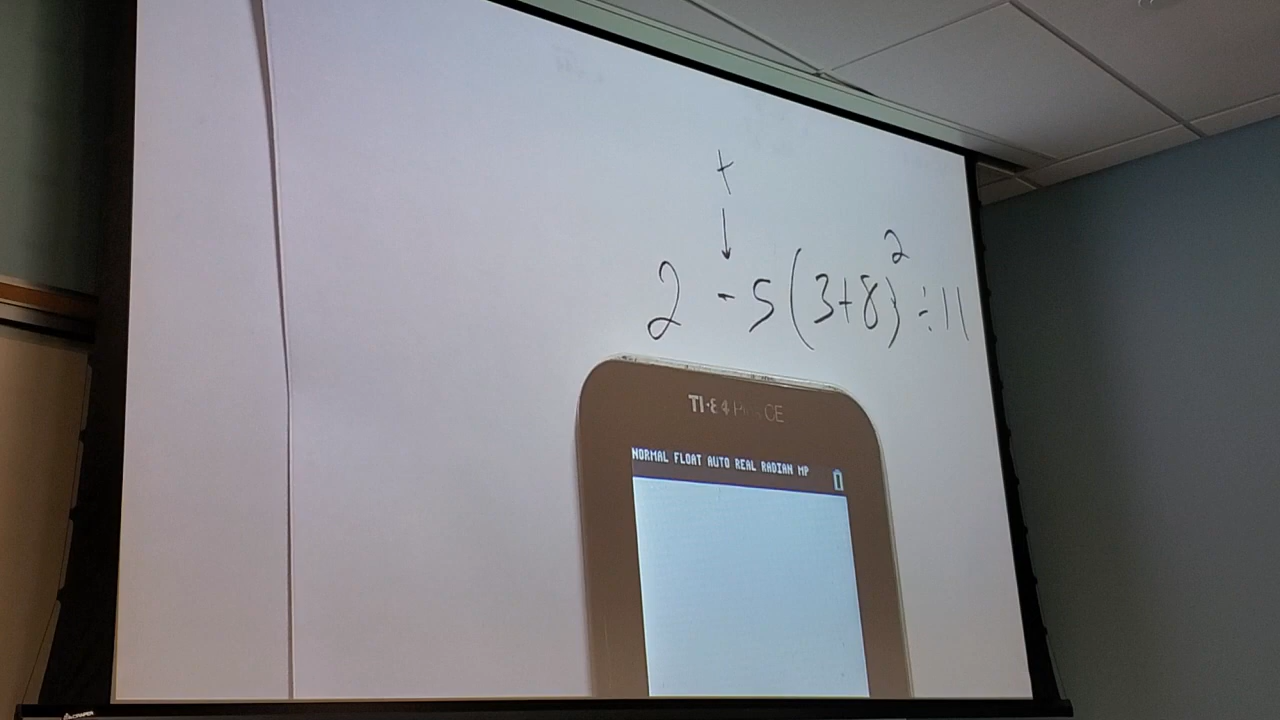 +
2 - 5(3+8)² ÷ 11
TI-84 Plus CE
NORMAL FLOAT AUTO REAL RADIAN MP